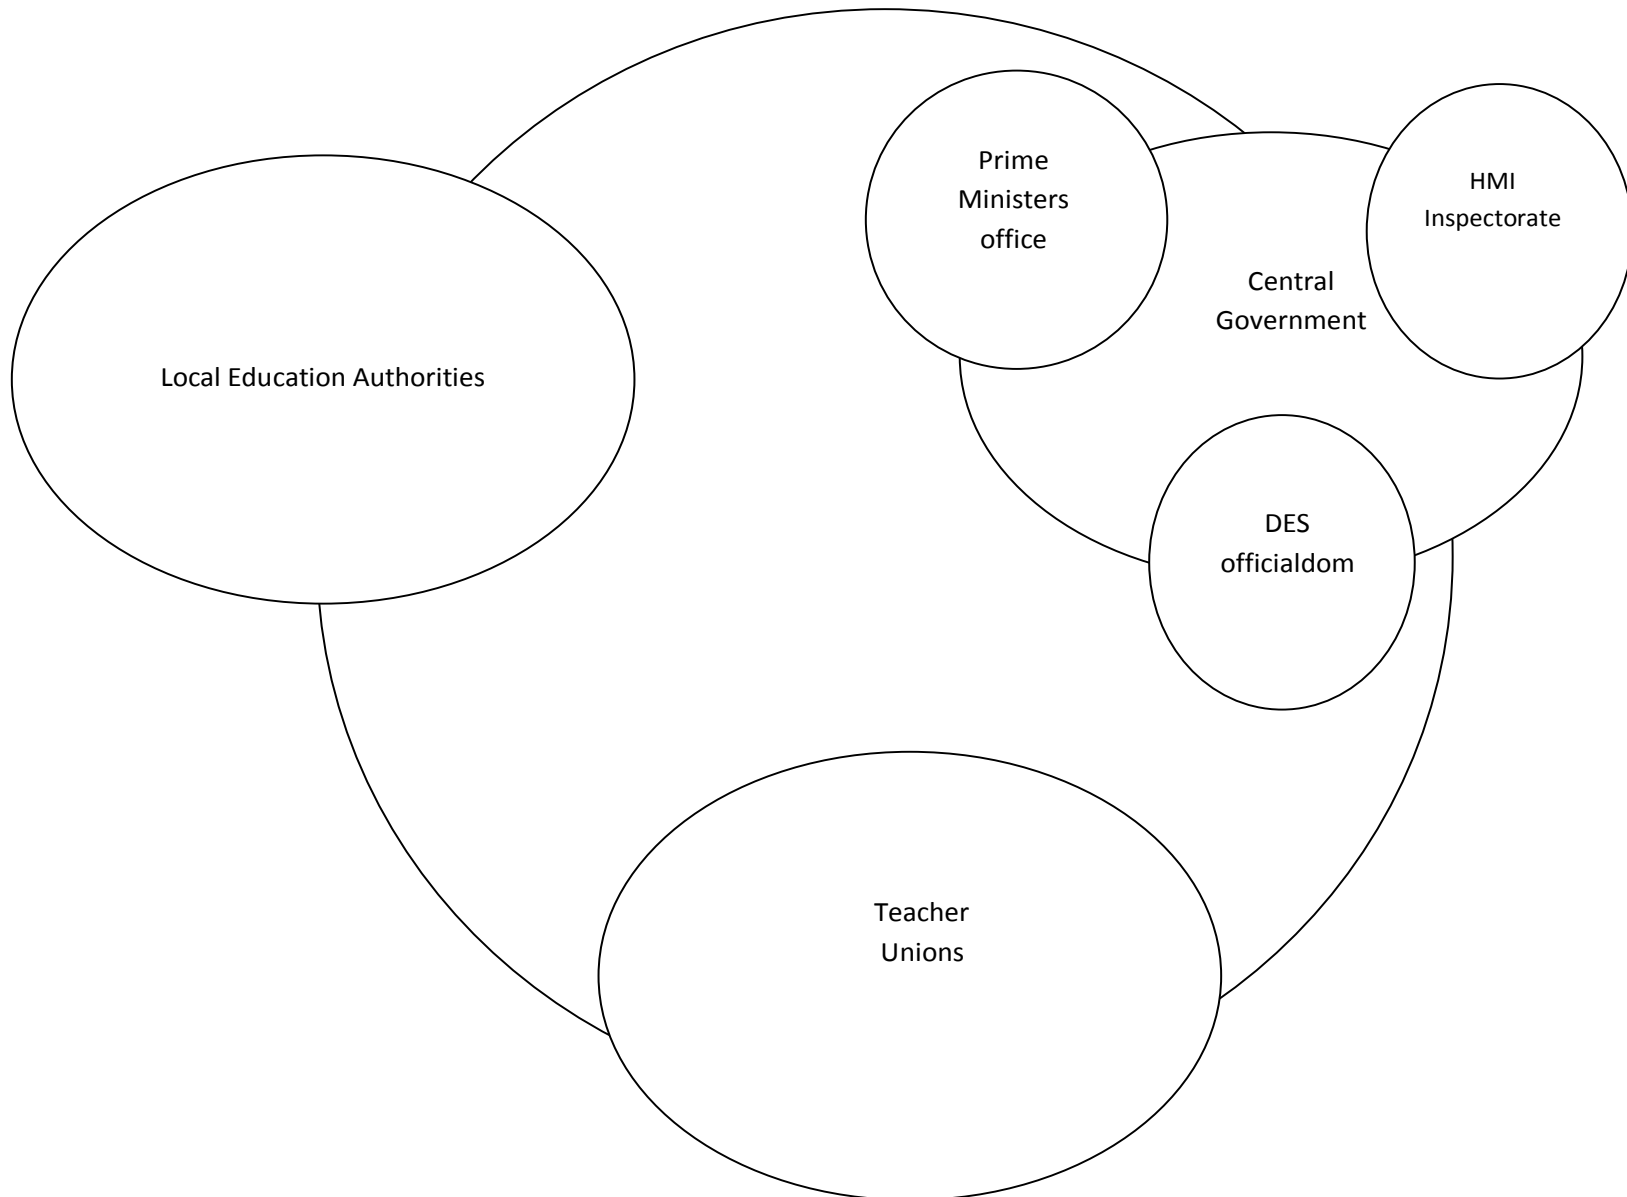 Prime
Ministers
office
HMI
Inspectorate
Central
Government
Local Education Authorities
DES
officialdom
Teacher
Unions